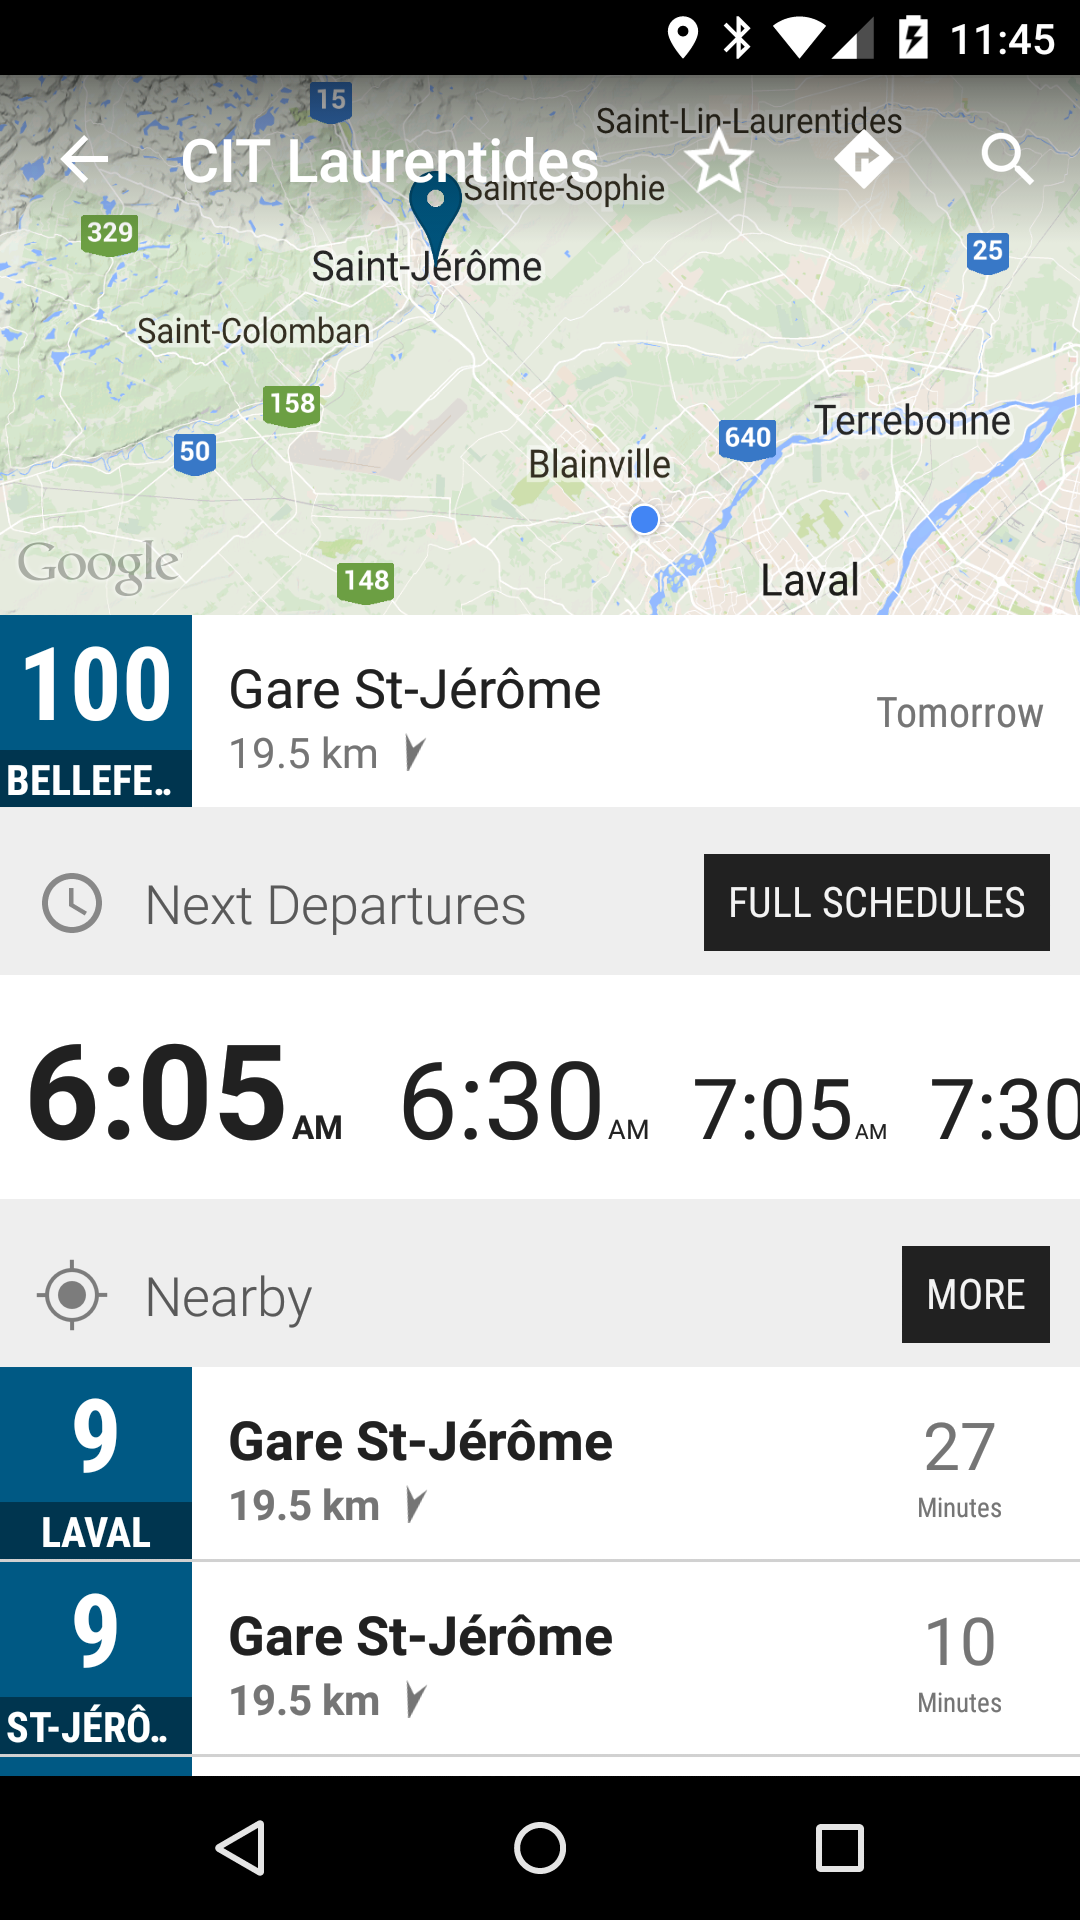 11:45
15
Saint-Lin-Laurentides
CIT Laurentides
Sainte-Sophie
329
Saint-Jérôme
25
Saint-Colomban
158
Terrebonne
640
50
Blainville
Google
148
Laval
100
BELLEFE..
Gare St-Jérôme
19.5 km
Tomorrow
Next Departures
FULL SCHEDULES
6:05 AM 6:30 AM 7:05 AM 7:30
Nearby
MORE
9
LAVAL
Gare St-Jérôme
19.5 km
27
Minutes
9
ST-JÉRÔ..
Gare St-Jérôme
19.5 km
10
Minutes